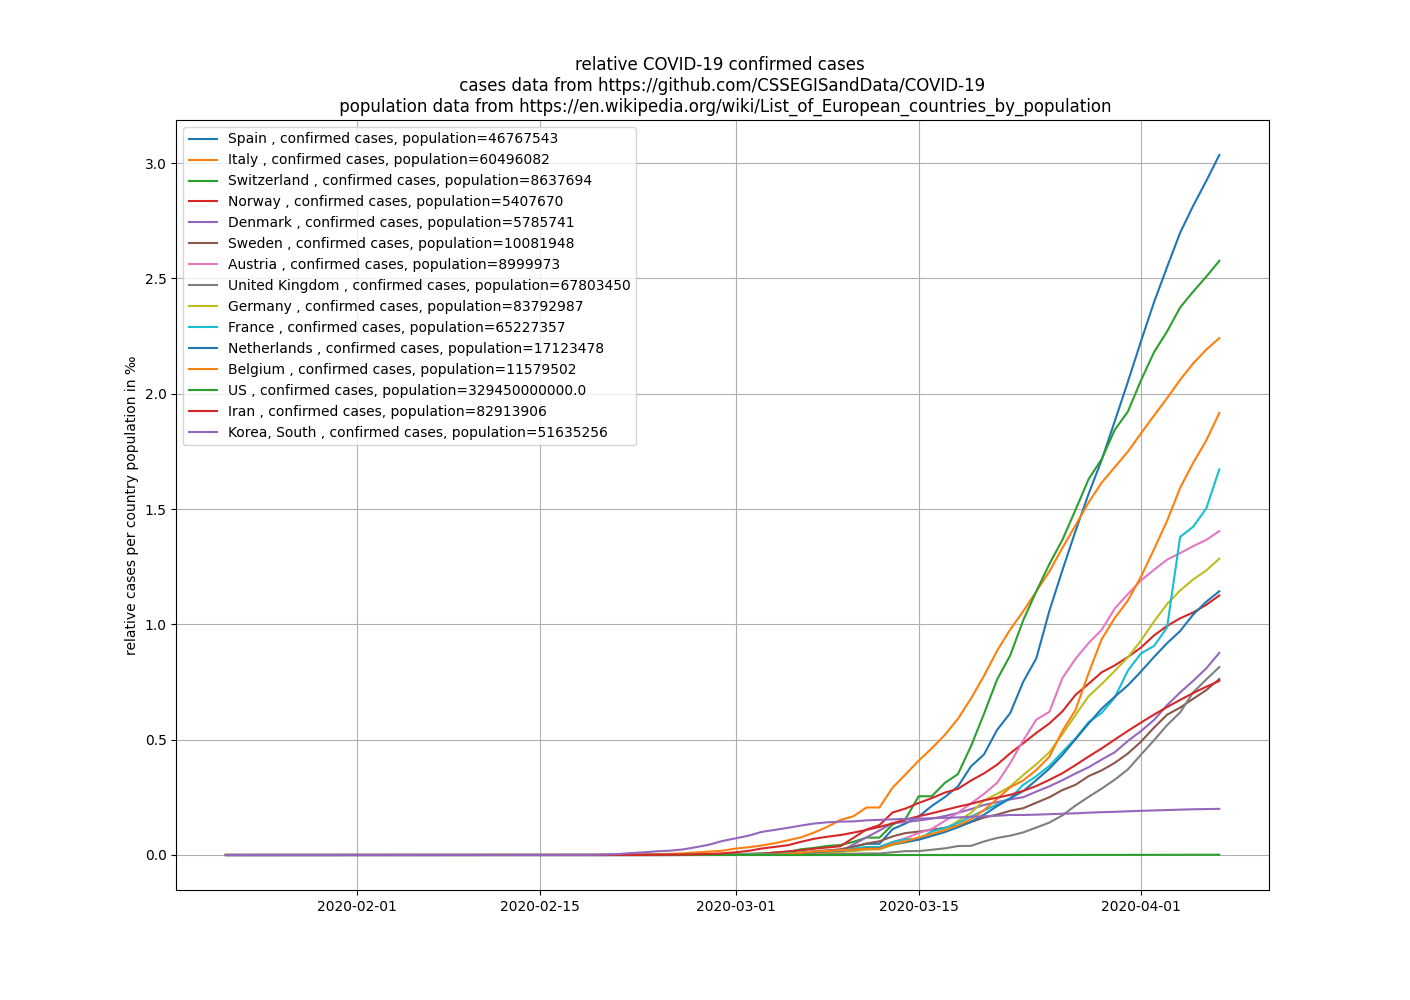 relative COVID-19 confirmed cases
cases data from https://github.com/CSSEGISandData/COVID-19
population data from https://en.wikipedia.org/wiki/List_of_European_countries_by_population
Spain , confirmed cases, population=46767543
Italy , confirmed cases, population=60496082
Switzerland , confirmed cases, population=8637694
Norway , confirmed cases, population=5407670
Denmark , confirmed cases, population=5785741
Sweden , confirmed cases, population=10081948
Austria , confirmed cases, population=8999973
United Kingdom , confirmed cases, population=67803450
Germany , confirmed cases, population=83792987
France , confirmed cases, population=65227357
Netherlands , confirmed cases, population=17123478
Belgium , confirmed cases, population=11579502
US , confirmed cases, population=329450000000.0
Iran , confirmed cases, population=82913906
Korea, South , confirmed cases, population=51635256
relative cases per country population in ‰
3.0
2.5
2.0
1.5
1.0
0.5
0.0
2020-02-01
2020-02-15
2020-03-01
2020-03-15
2020-04-01